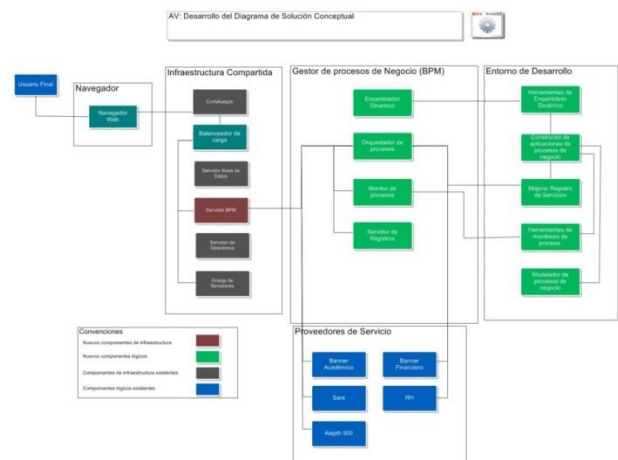 AV: Desarrollo del Diagrama de Solución Conceptual
Usuario Final
Navegador
Navegador
Web
Infraestructura Compartida
Cortafuegos
Balanceador de
carga
Servidor Base de
Datos
Servidor BPM
Servidor de
Directorios
Granja de
Servidores
Gestor de procesos de Negocio (BPM)
Ensamblador
Dinámico
Orquestador de
procesos
Monitor de
procesos
Servidor de
Registros
Entorno de Desarrollo
Herramientas de
Ensamblado
Dinámico
Constructor de
aplicaciones de
procesos de
negocio
Mejorar Registro
de Servicios
Herramientas de
monitoreo de
proceso
Modelador de
procesos de
negocio
Proveedores de Servicio
Banner
Académico
Banner
Financiero
Sara
RH
Aleph 500
Convenciones
Nuevos componentes de infraestructura
Nuevos componentes lógicos
Componentes de infraestructura existentes
Componentes lógicos existentes